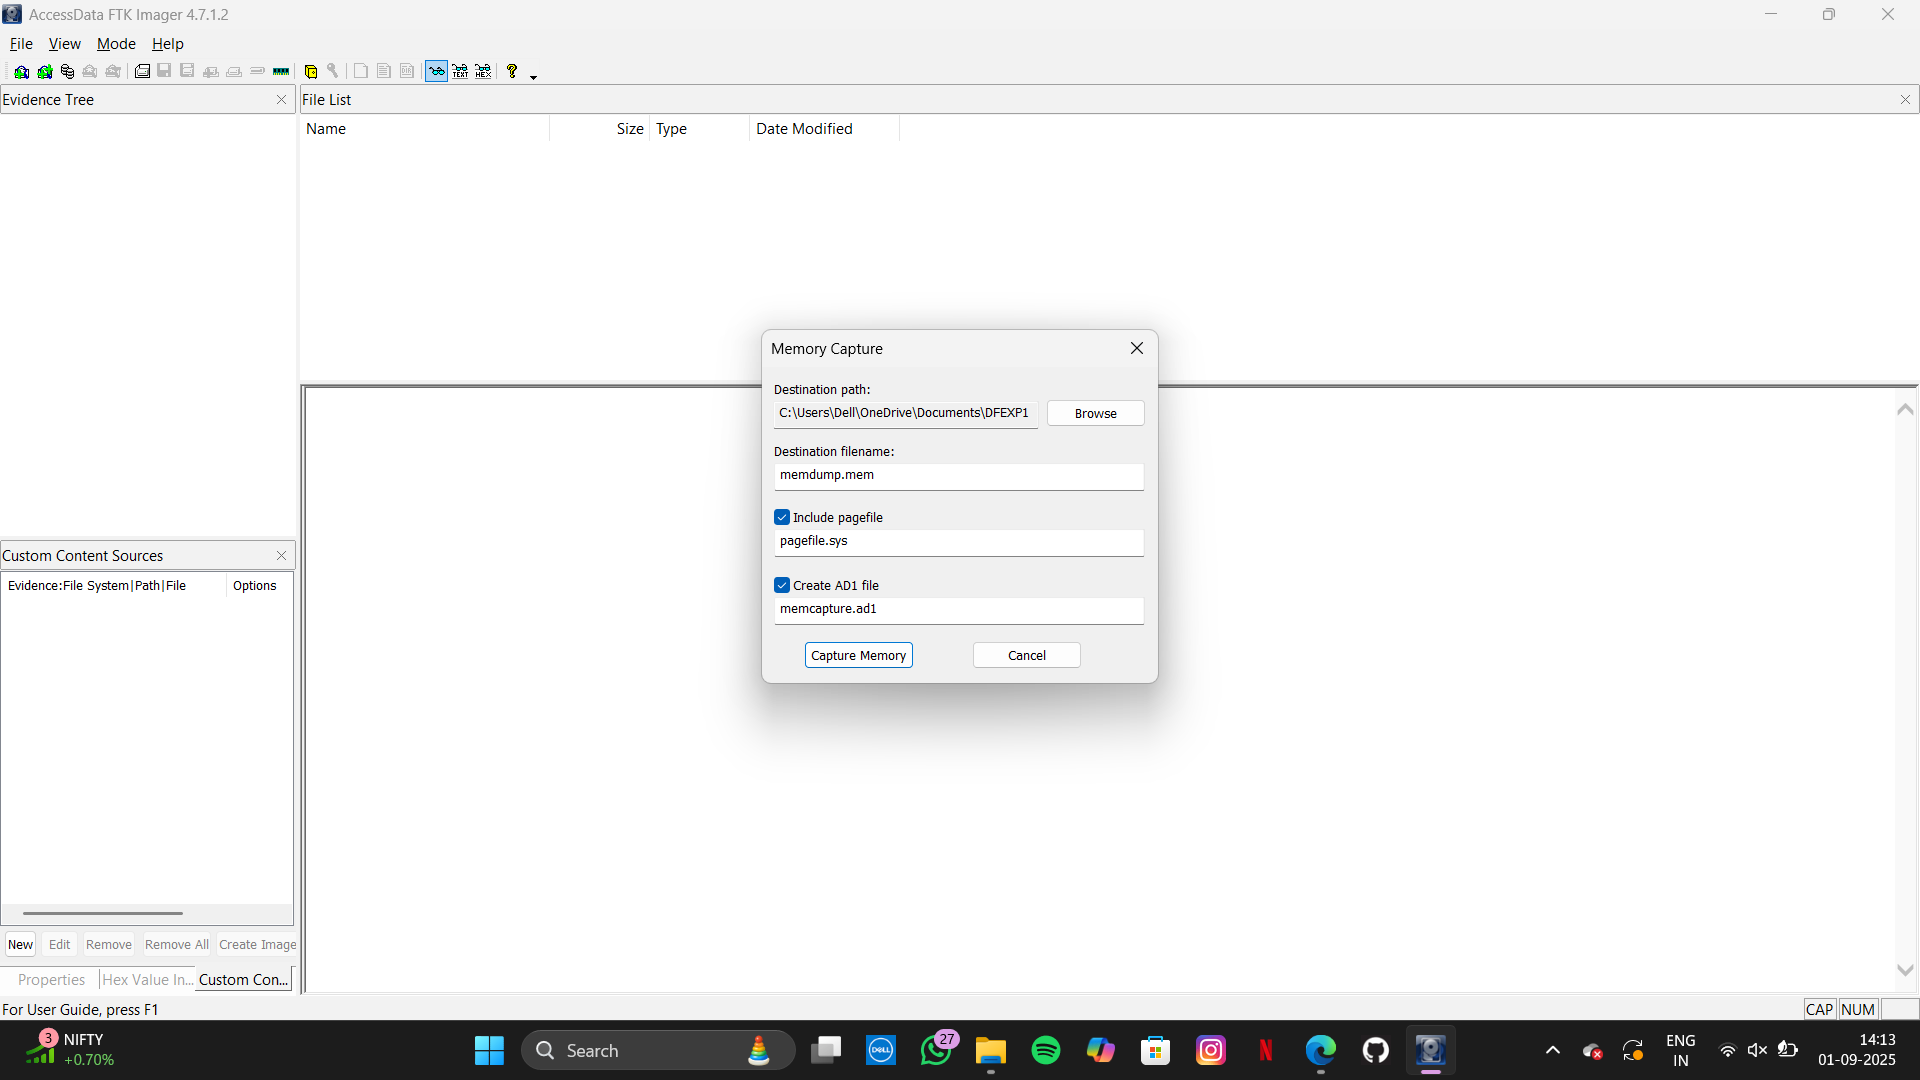 AccessData FTK Imager 4.7.1.2
File View Mode Help
TEXT HEX ?
Evidence Tree
File List
Name Size Type Date Modified
Memory Capture
Destination path:
C:\Users\Dell\OneDrive\Documents\DFEXP1 Browse
Destination filename:
memdump.mem
Include pagefile
pagefile.sys
Create AD1 file
memcapture.ad1
Capture Memory Cancel
Custom Content Sources
Evidence:File System|Path|File Options
New Edit Remove Remove All Create Image
Properties Hex Value In... Custom Con...
For User Guide, press F1
CAP NUM
3 NIFTY
+0.70%
Search
DELL
27
N
ENG
IN
14:13
01-09-2025